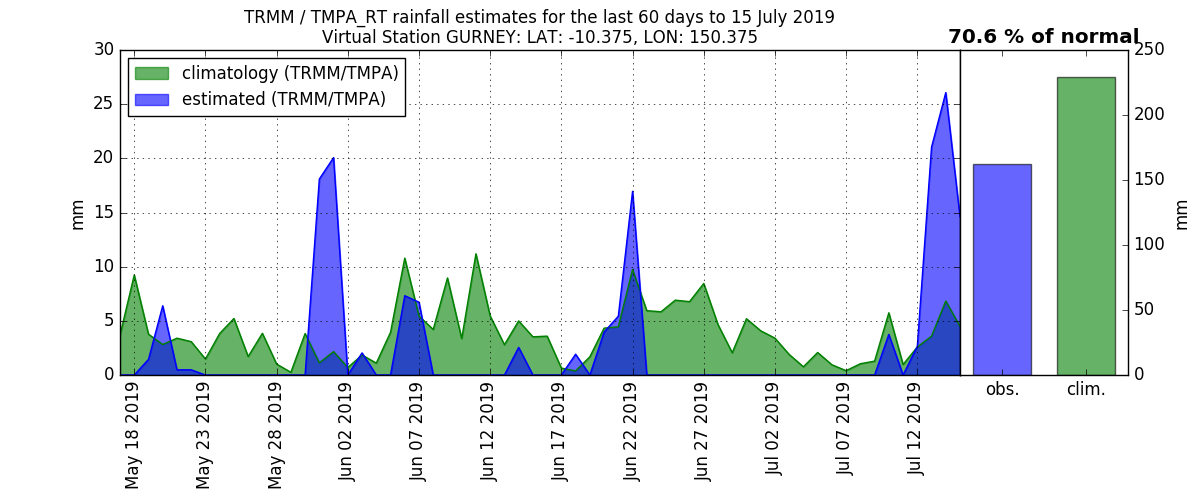 TRMM / TMPA_RT rainfall estimates for the last 60 days to 15 July 2019
Virtual Station GURNEY: LAT: -10.375, LON: 150.375
70.6 % of normal
climatology (TRMM/TMPA)
estimated (TRMM/TMPA)
mm
30
25
20
15
10
5
0
May 18 2019
May 23 2019
May 28 2019
Jun 02 2019
Jun 07 2019
Jun 12 2019
Jun 17 2019
Jun 22 2019
Jun 27 2019
Jul 02 2019
Jul 07 2019
Jul 12 2019
obs.
clim.
250
200
150
100
50
0
mm